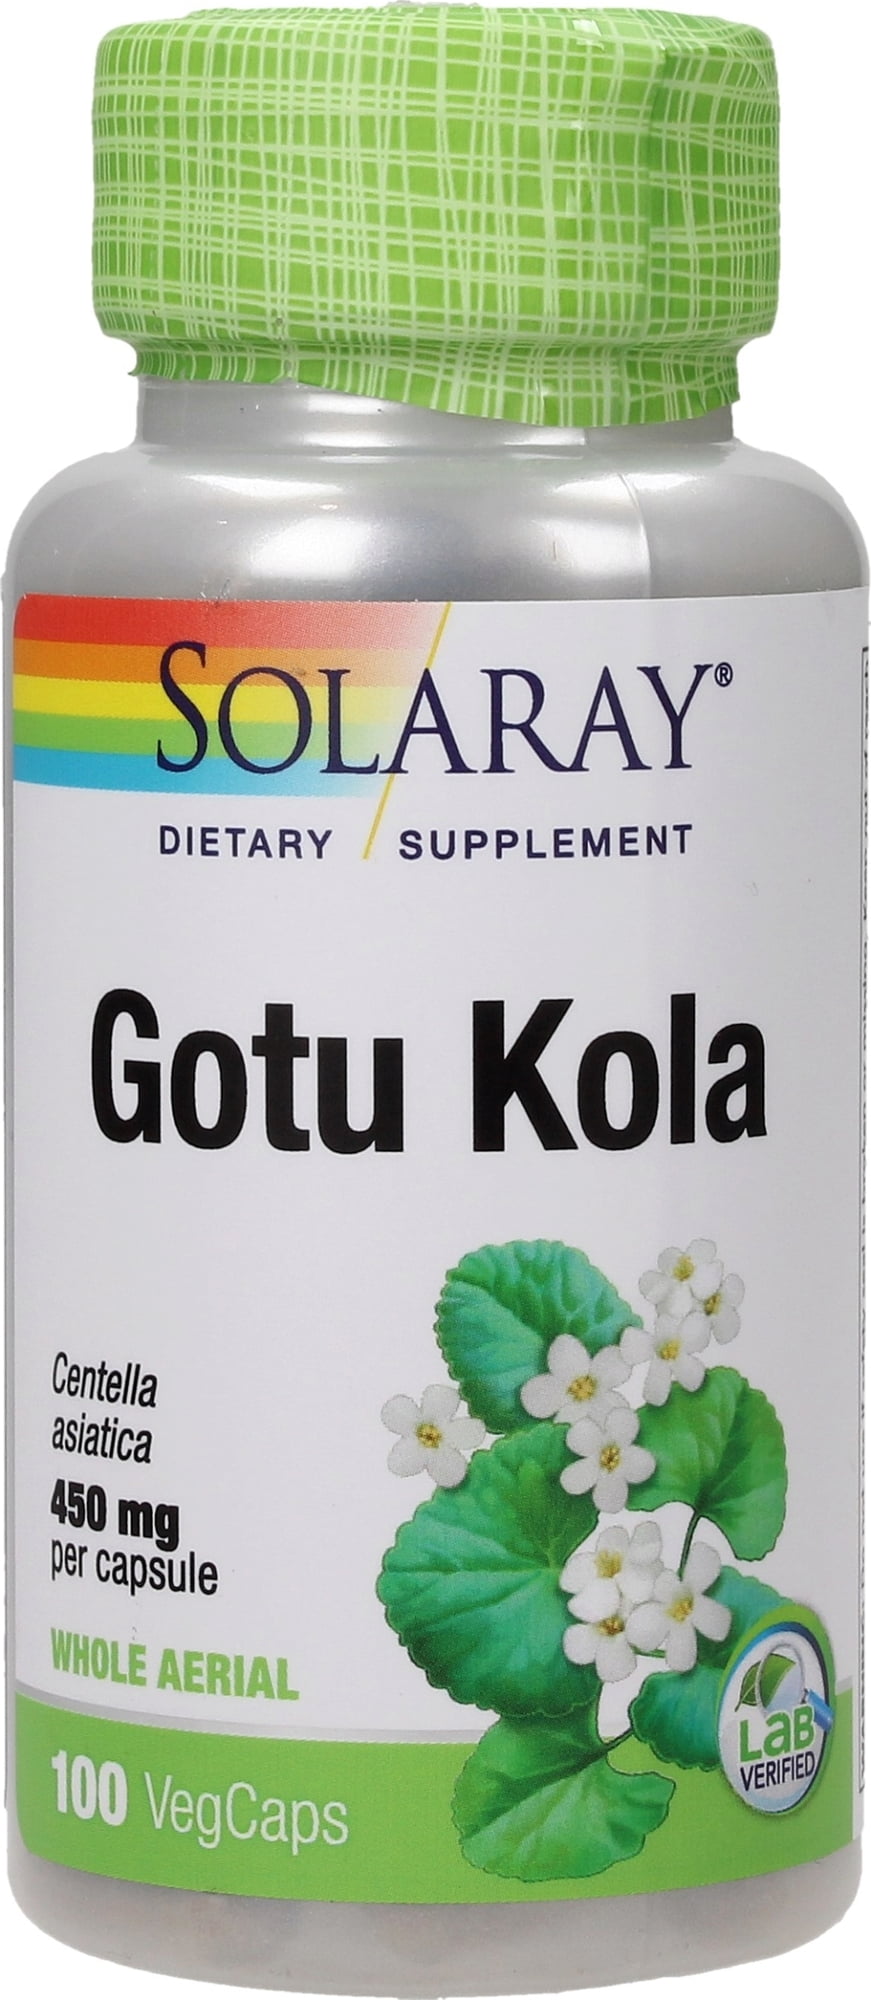 SOLARAY®
DIETARY SUPPLEMENT
Gotu Kola
Centella
asiatica
450 mg
per capsule
WHOLE AERIAL
100 VegCaps
LaB
VERIFIED